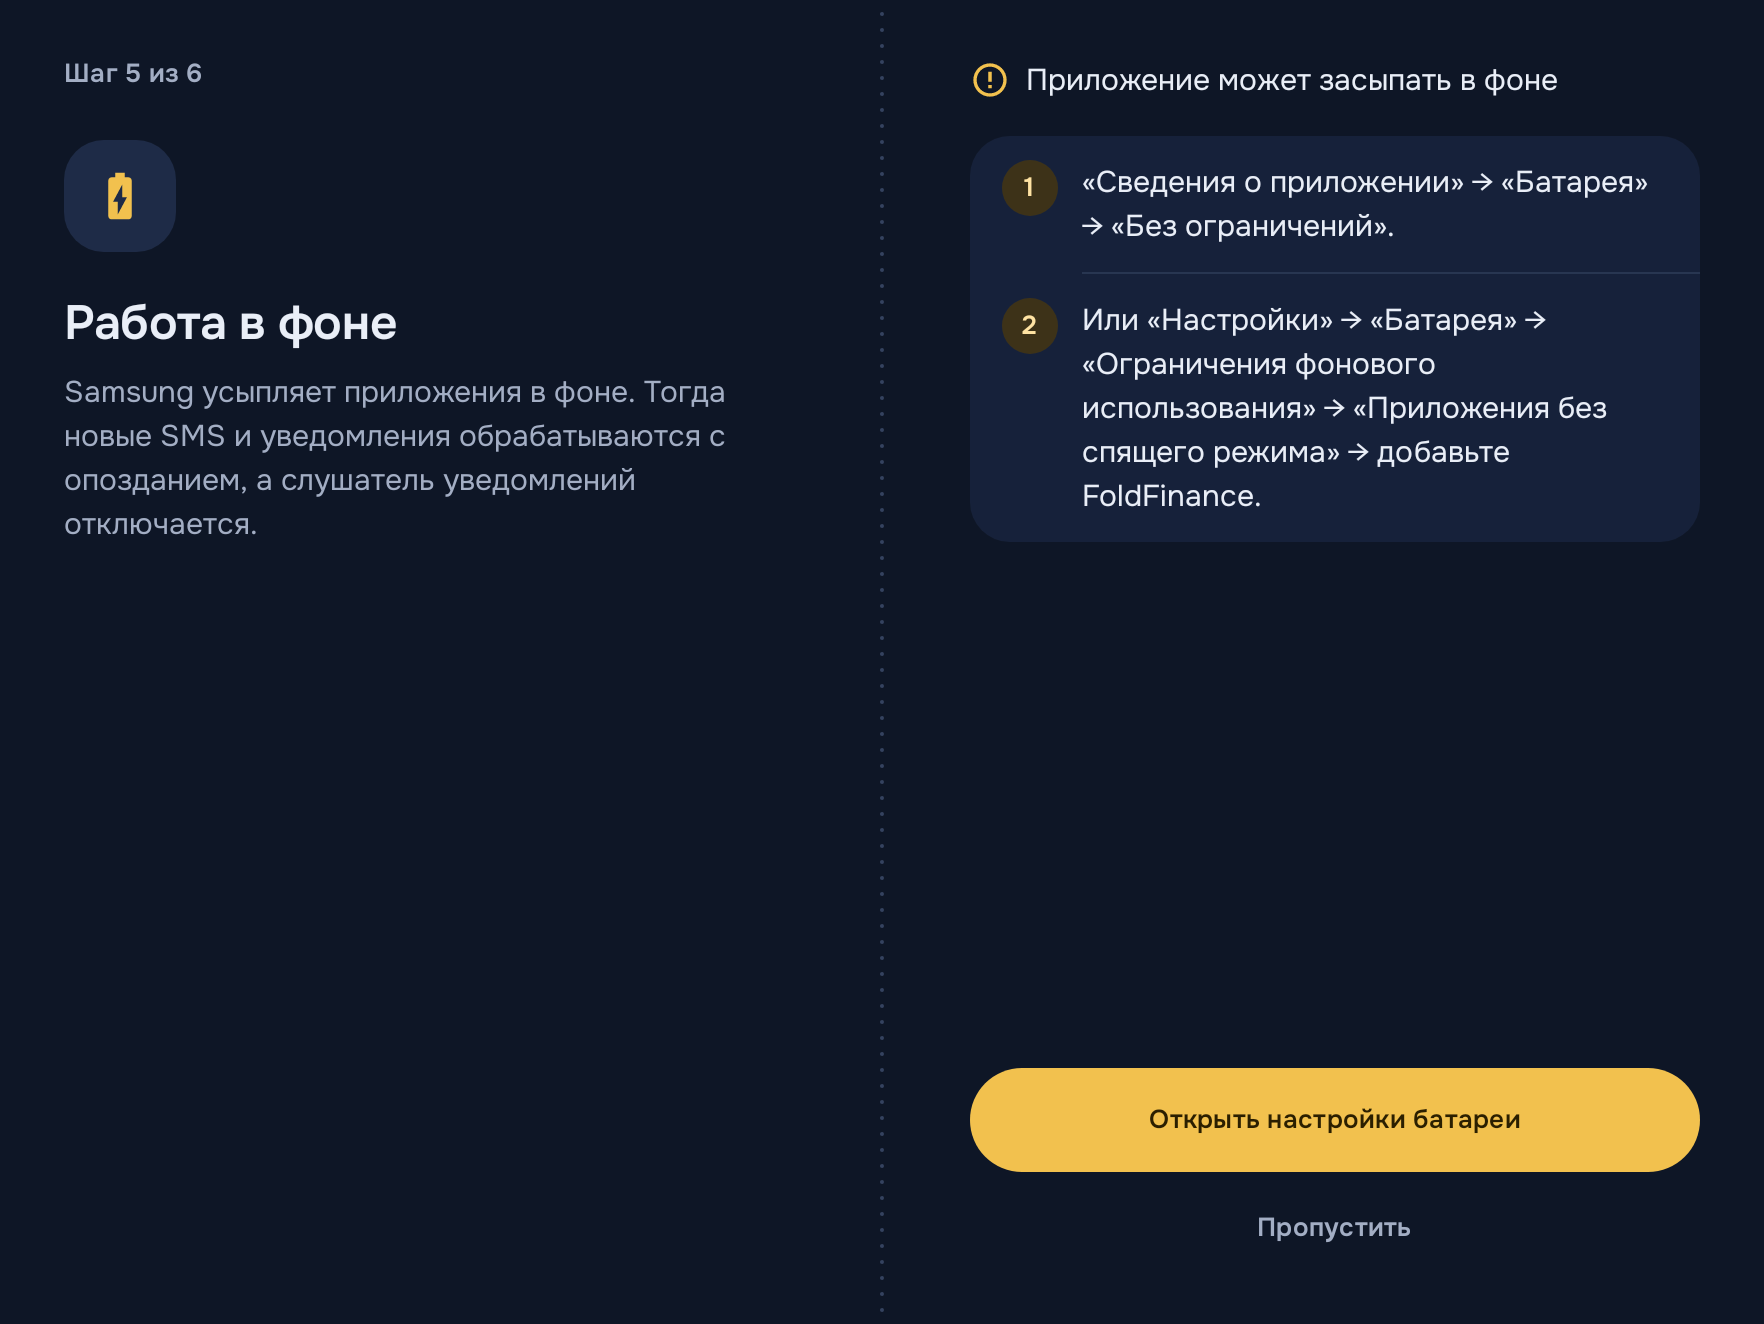 Шаг 5 из 6
Работа в фоне
Samsung усыпляет приложения в фоне. Тогда
новые SMS и уведомления обрабатываются с
опозданием, а слушатель уведомлений
отключается.
Приложение может засыпать в фоне
1 «Сведения о приложении» → «Батарея»
→ «Без ограничений».
2 Или «Настройки» → «Батарея» →
«Ограничения фонового
использования» → «Приложения без
спящего режима» → добавьте
FoldFinance.
Открыть настройки батареи
Пропустить